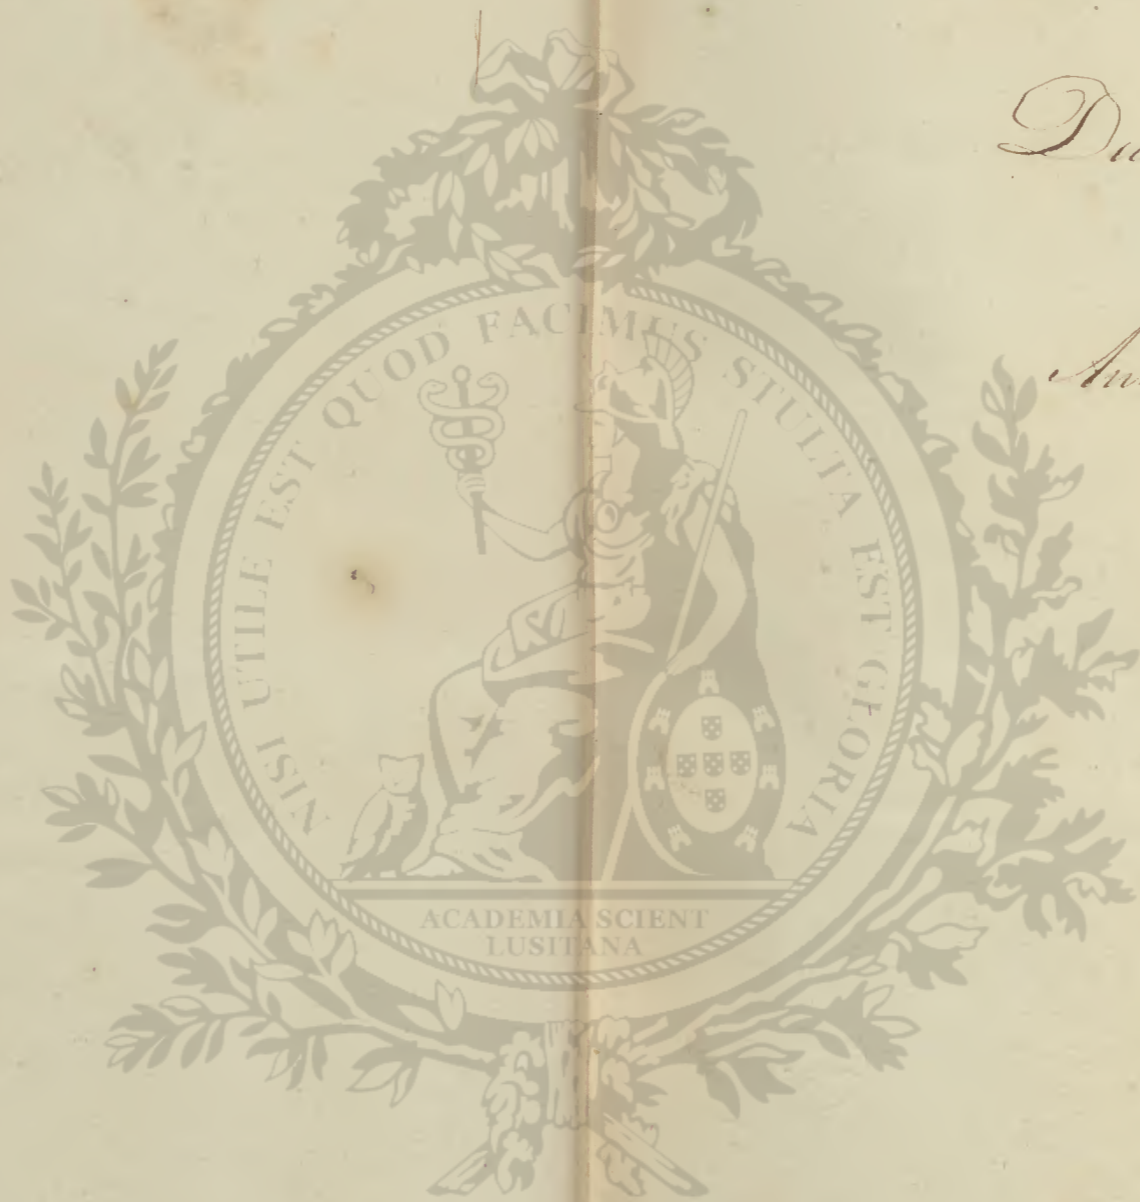 NISI UTILE EST QUOD FACIMUS STULTA EST GLORIA
ACADEMIA SCIENT
LUSITANA